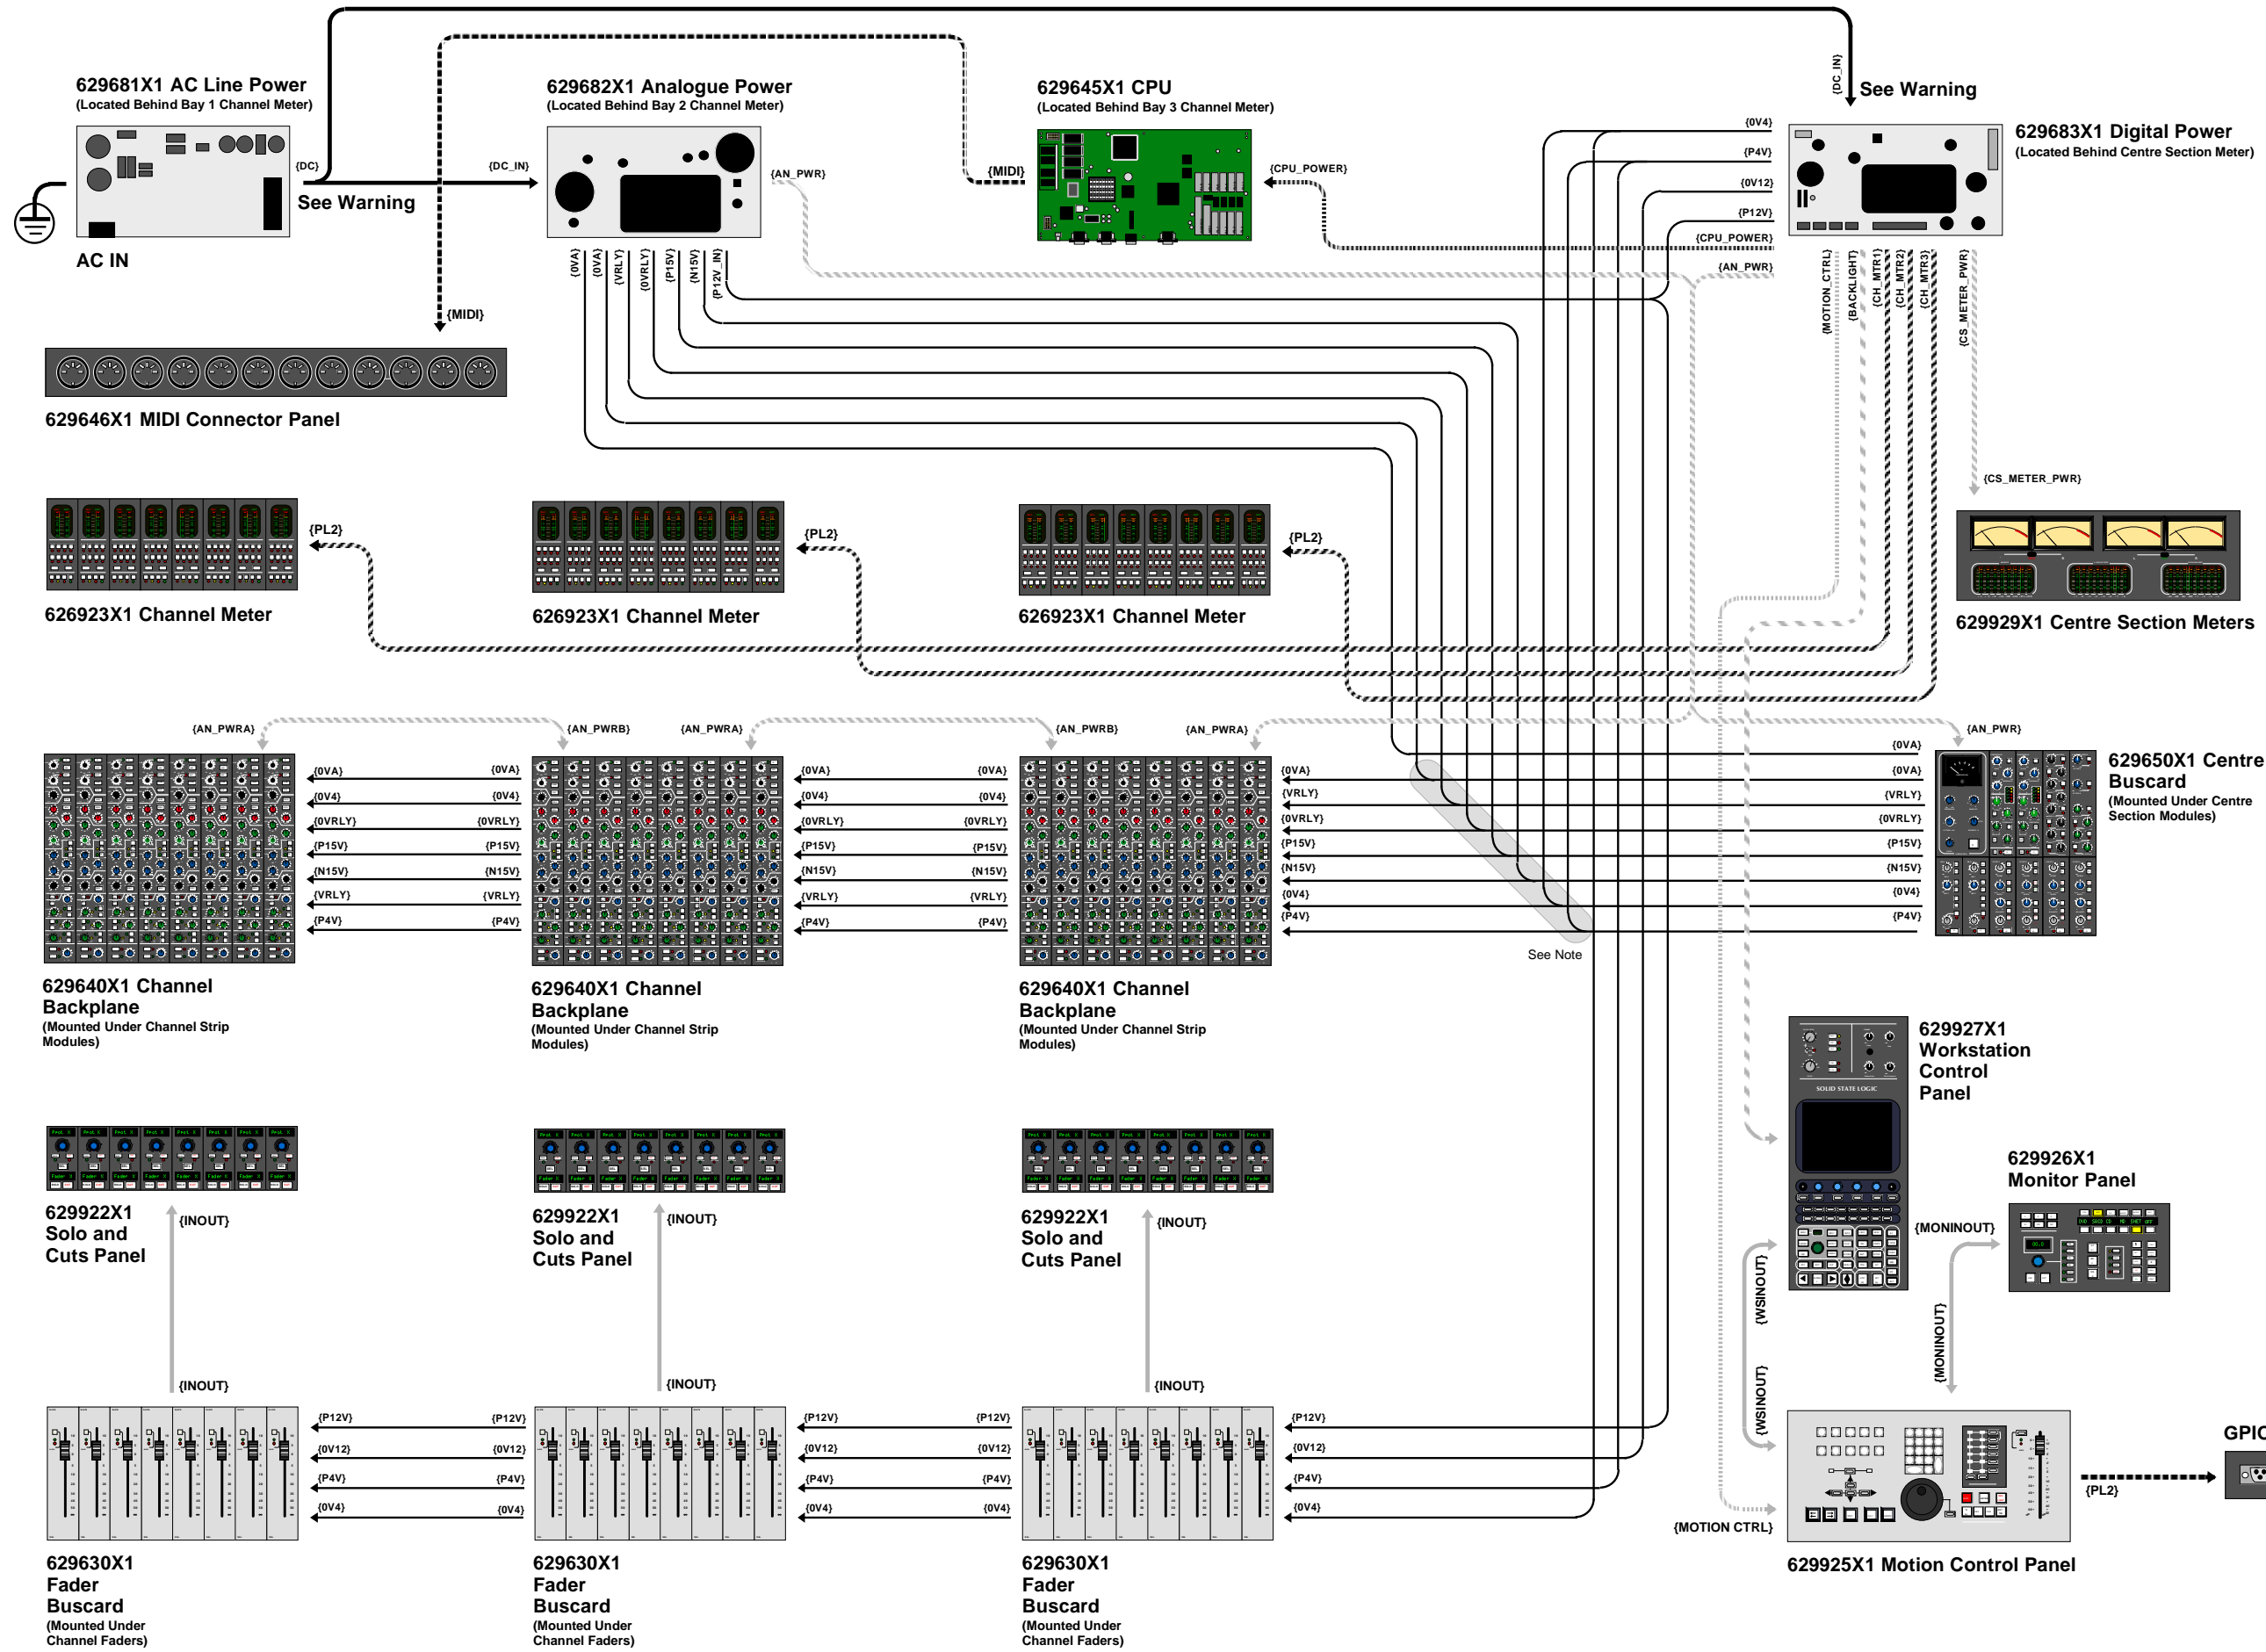 {DC_IN}
See Warning
629681X1 AC Line Power
(Located Behind Bay 1 Channel Meter)
{DC}
See Warning
AC IN
629682X1 Analogue Power
(Located Behind Bay 2 Channel Meter)
{DC_IN}
{AN_PWR}
{0VA}
{0VA}
{VRLY}
{0VRLY}
{P15V}
{N15V}
{P12V_IN}
629645X1 CPU
(Located Behind Bay 3 Channel Meter)
{MIDI}
{CPU_POWER}
629683X1 Digital Power
(Located Behind Centre Section Meter)
{0V4}
{P4V}
{0V12}
{P12V}
{CPU_POWER}
{AN_PWR}
{MOTION_CTRL}
{BACKLIGHT}
{CH_MTR1}
{CH_MTR2}
{CH_MTR3}
{CS_METER_PWR}
{MIDI}
629646X1 MIDI Connector Panel
{CS_METER_PWR}
629929X1 Centre Section Meters
{PL2}
{PL2}
{PL2}
626923X1 Channel Meter
626923X1 Channel Meter
626923X1 Channel Meter
{AN_PWRA}
{AN_PWRB}
{AN_PWRA}
{AN_PWRB}
{AN_PWRA}
{AN_PWR}
{0VA}
{0V4}
{0VRLY}
{P15V}
{N15V}
{VRLY}
{P4V}
{0VA}
{0V4}
{0VRLY}
{P15V}
{N15V}
{VRLY}
{P4V}
{0VA}
{0V4}
{0VRLY}
{P15V}
{N15V}
{VRLY}
{P4V}
{0VA}
{0V4}
{0VRLY}
{P15V}
{N15V}
{VRLY}
{P4V}
{0VA}
{VRLY}
{0VRLY}
{P15V}
{N15V}
{0V4}
{P4V}
{0VA}
{0VA}
{VRLY}
{0VRLY}
{P15V}
{N15V}
{0V4}
{P4V}
629650X1 Centre
Buscard
(Mounted Under Centre
Section Modules)
See Note
629640X1 Channel
Backplane
(Mounted Under Channel Strip
Modules)
629640X1 Channel
Backplane
(Mounted Under Channel Strip
Modules)
629640X1 Channel
Backplane
(Mounted Under Channel Strip
Modules)
SOLID STATE LOGIC
629927X1
Workstation
Control
Panel
629926X1
Monitor Panel
{MONINOUT}
{MONINOUT}
{WSINOUT}
{WSINOUT}
629922X1
Solo and
Cuts Panel
{INOUT}
{INOUT}
629922X1
Solo and
Cuts Panel
{INOUT}
{INOUT}
629922X1
Solo and
Cuts Panel
{INOUT}
{INOUT}
{P12V}
{0V12}
{P4V}
{0V4}
{P12V}
{0V12}
{P4V}
{0V4}
{P12V}
{0V12}
{P4V}
{0V4}
{P12V}
{0V12}
{P4V}
{0V4}
{P12V}
{0V12}
{P4V}
{0V4}
629630X1
Fader
Buscard
(Mounted Under
Channel Faders)
629630X1
Fader
Buscard
(Mounted Under
Channel Faders)
629630X1
Fader
Buscard
(Mounted Under
Channel Faders)
{MOTION CTRL}
629925X1 Motion Control Panel
{PL2}